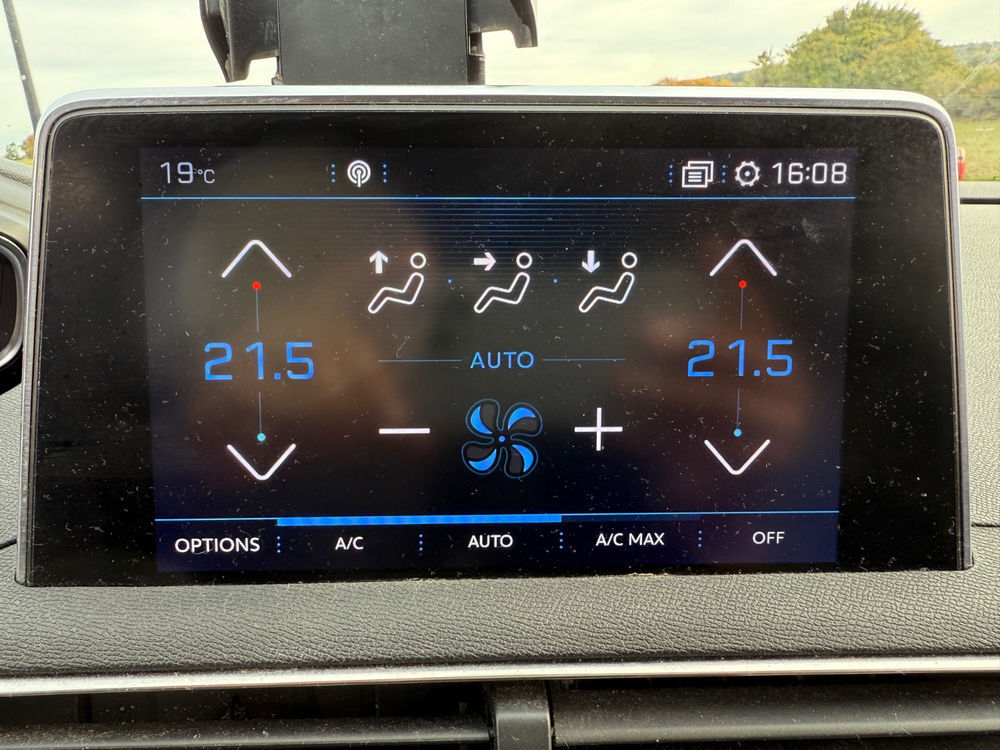 19°C 16:08
21.5 21.5
AUTO
OPTIONS A/C AUTO A/C MAX OFF